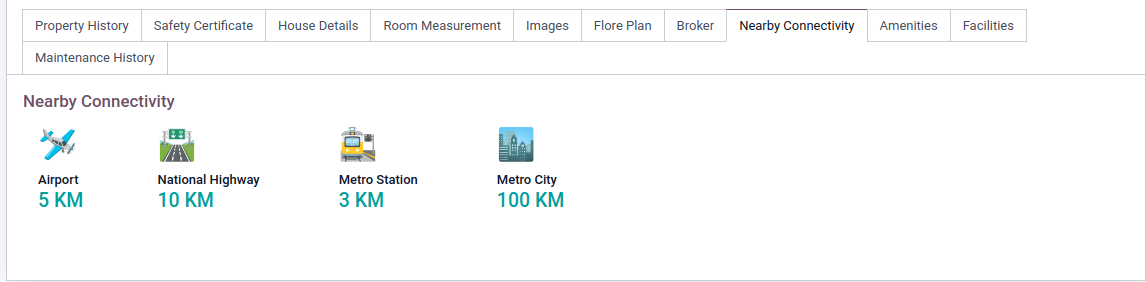 Property History Safety Certificate House Details Room Measurement Images Flore Plan Broker Nearby Connectivity Amenities Facilities
Maintenance History
Nearby Connectivity
Airport National Highway Metro Station Metro City
5 KM 10 KM 3 KM 100 KM